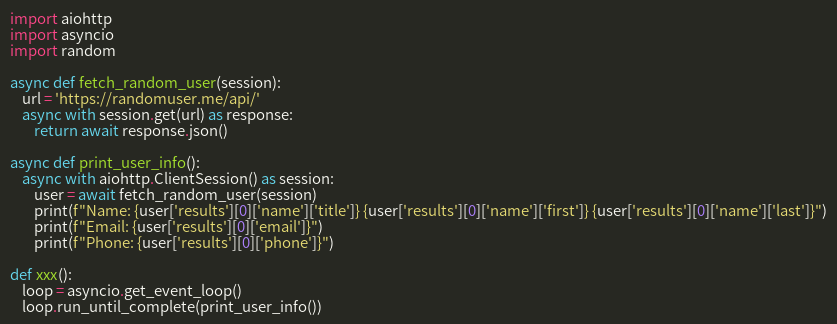 import aiohttp
import asyncio
import random

async def fetch_random_user(session):
    url = 'https://randomuser.me/api/'
    async with session.get(url) as response:
        return await response.json()

async def print_user_info():
    async with aiohttp.ClientSession() as session:
        user = await fetch_random_user(session)
        print(f"Name: {user['results'][0]['name']['title']} {user['results'][0]['name']['first']} {user['results'][0]['name']['last']}")
        print(f"Email: {user['results'][0]['email']}")
        print(f"Phone: {user['results'][0]['phone']}")

def xxx():
    loop = asyncio.get_event_loop()
    loop.run_until_complete(print_user_info())